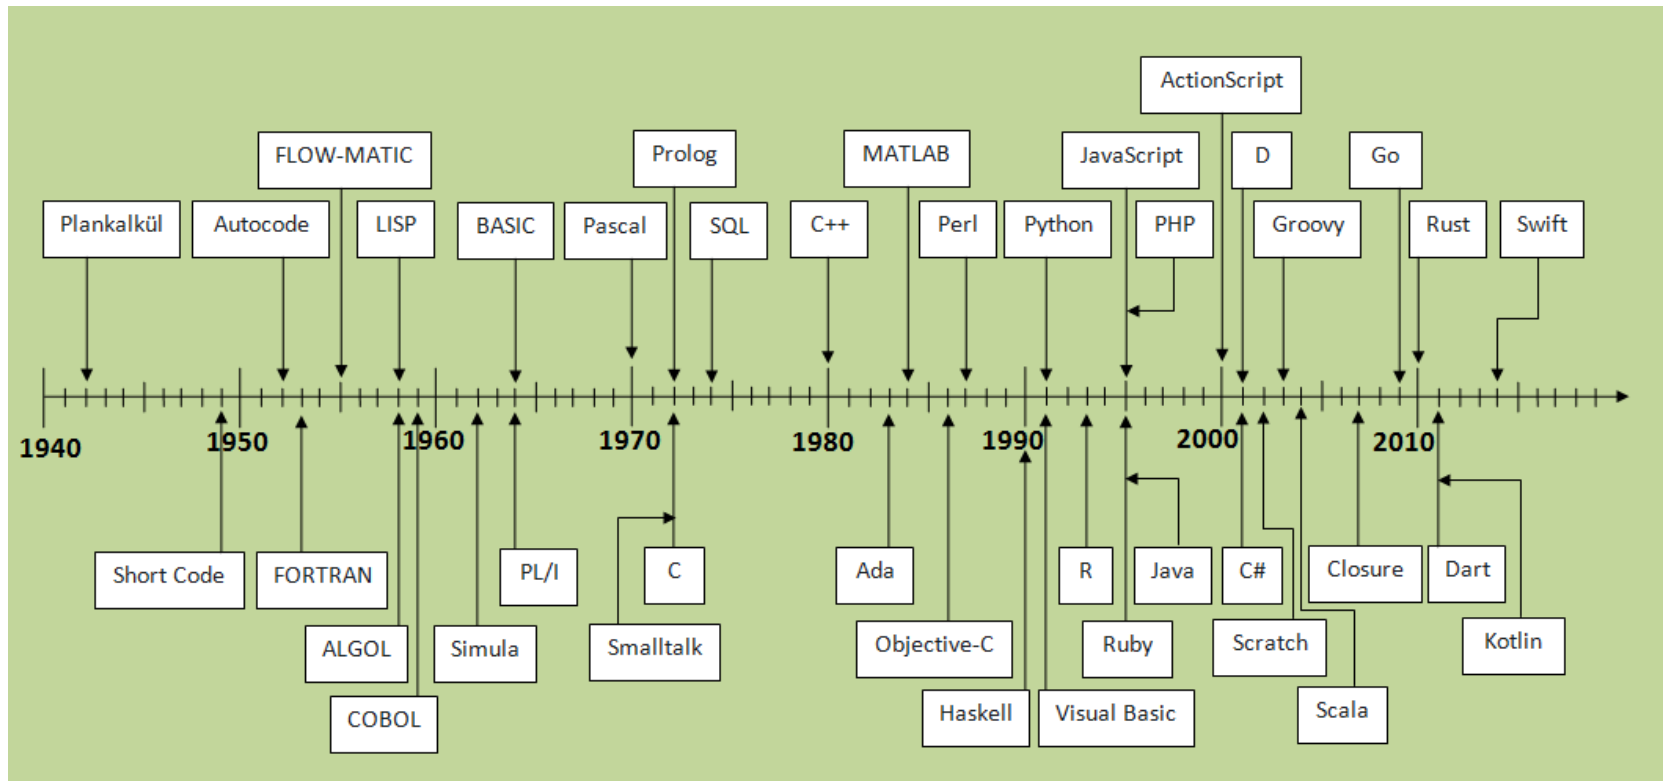 ActionScript
FLOW-MATIC
Prolog
MATLAB
JavaScript
D
Go
Plankalkül
Autocode
LISP
BASIC
Pascal
SQL
C++
Perl
Python
PHP
Groovy
Rust
Swift
1940
1950
1960
1970
1980
1990
2000
2010
Short Code
FORTRAN
PL/I
C
Ada
R
Java
C#
Closure
Dart
ALGOL
Simula
Smalltalk
Objective-C
Ruby
Scratch
Kotlin
COBOL
Haskell
Visual Basic
Scala